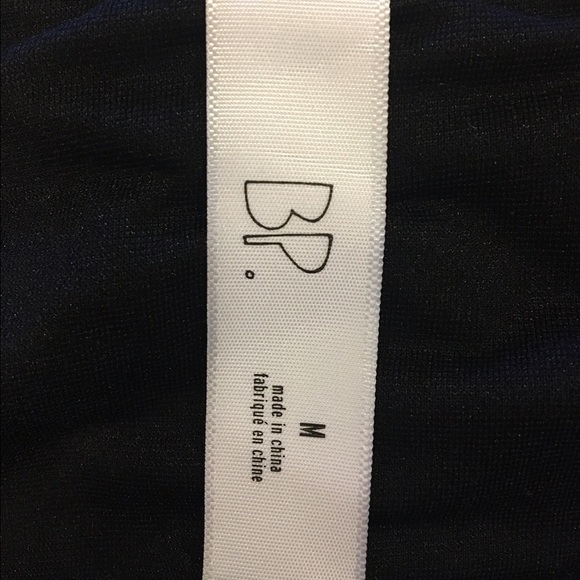 BP.
M
made in china
fabriqué en chine